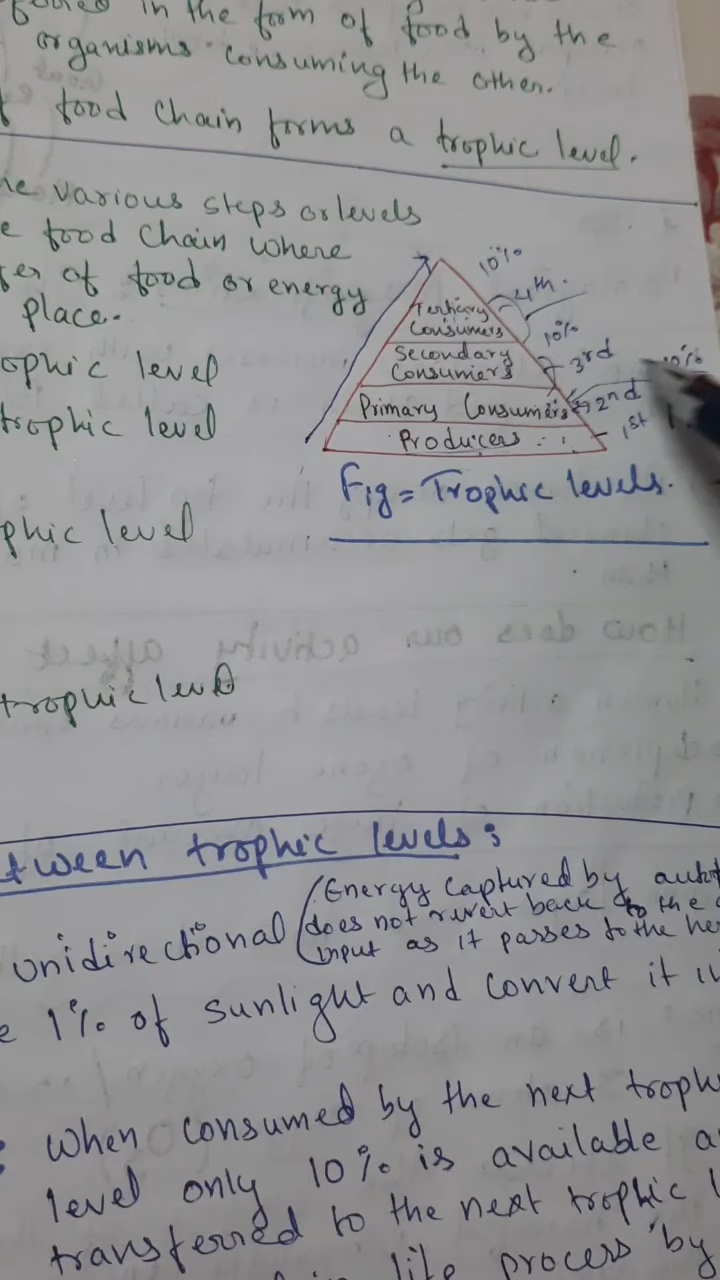 in the form of food by the
organisms consuming the other.
food chain forms a trophic level.
various steps or levels
food chain where
of food or energy
place.
trophic level
trophic level
10%
4th.
Tertiary
Consumers
10%
Secondary
Consumers
3rd
10%
Primary Consumers
2nd
Producers
1st
Fig = Trophic levels.
level
trophic level
trophic levels:
unidirectional (Energy captured by
does not revert back to the
input as it passes to the
1% of sunlight and convert it
When consumed by the next
level only 10% is available
transferred to the next trophic
life process by